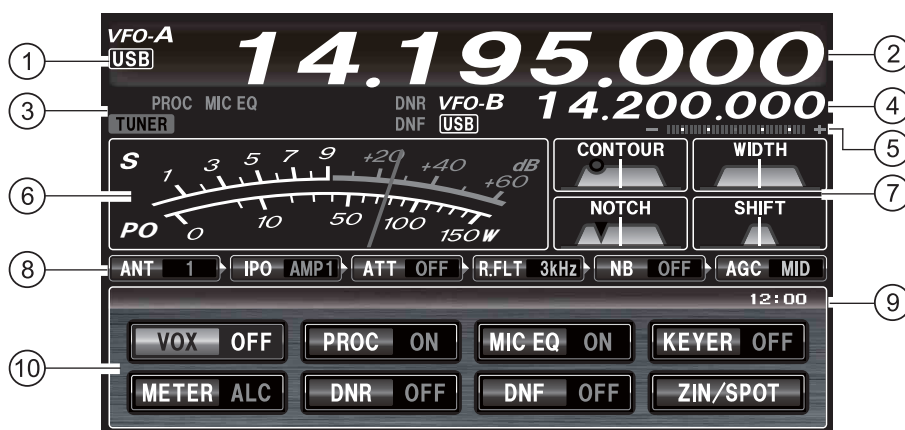 VFO-A
USB
14.195.000
① ②
PROC MIC EQ DNR VFO-B 14.200.000
③ ④
TUNER DNF USB − +
⑤
S 1 3 5 7 9 +20 +40 +60 dB
PO 0 10 50 100 150 W
⑥
CONTOUR WIDTH
NOTCH SHIFT
⑦
⑧
ANT 1 IPO AMP1 ATT OFF R.FLT 3kHz NB OFF AGC MID
12:00
⑨
VOX OFF PROC ON MIC EQ ON KEYER OFF
⑩
METER ALC DNR OFF DNF OFF ZIN/SPOT